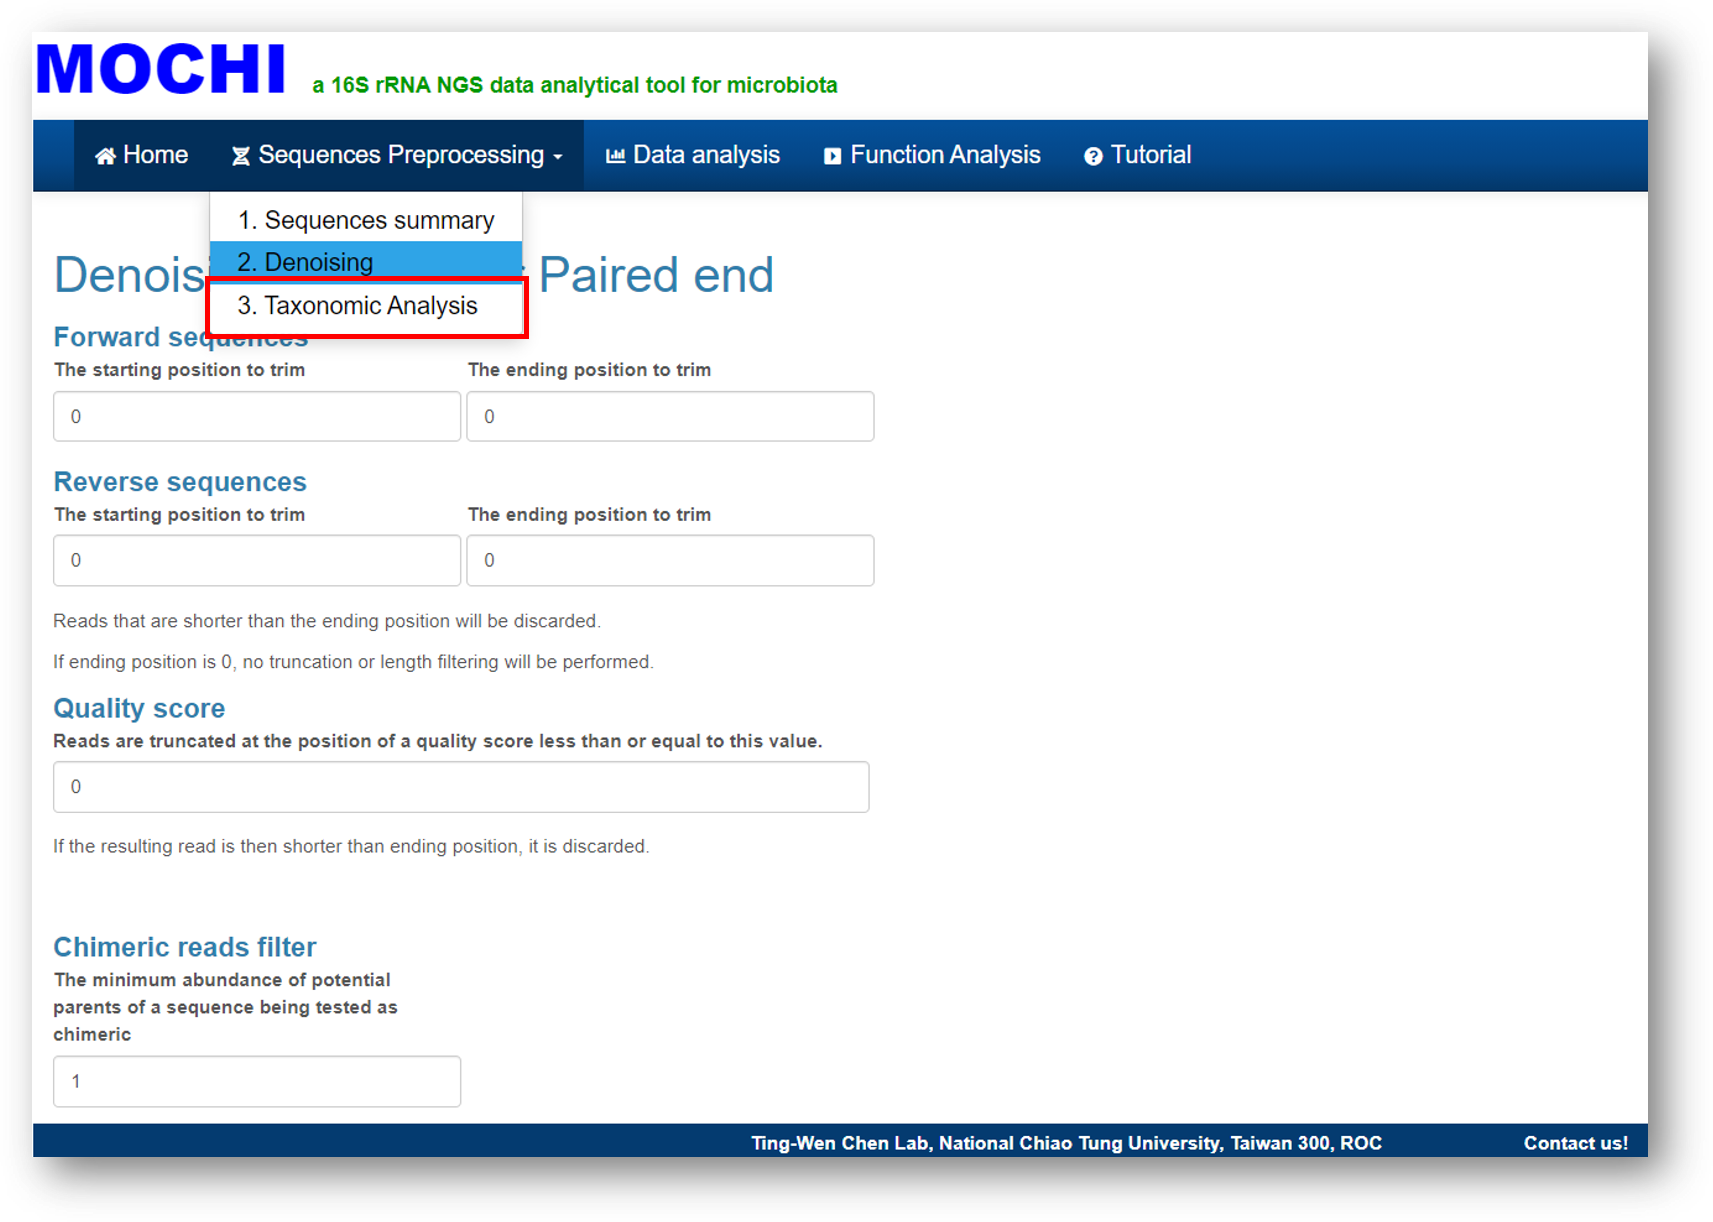 MOCHI a 16S rRNA NGS data analytical tool for microbiota
Home Sequences Preprocessing Data analysis Function Analysis Tutorial
1. Sequences summary
2. Denoising
Paired end
3. Taxonomic Analysis
Forward sequences
The starting position to trim The ending position to trim
0 0
Reverse sequences
The starting position to trim The ending position to trim
0 0
Reads that are shorter than the ending position will be discarded.
If ending position is 0, no truncation or length filtering will be performed.
Quality score
Reads are truncated at the position of a quality score less than or equal to this value.
0
If the resulting read is then shorter than ending position, it is discarded.
Chimeric reads filter
The minimum abundance of potential
parents of a sequence being tested as
chimeric
1
Ting-Wen Chen Lab, National Chiao Tung University, Taiwan 300, ROC Contact us!